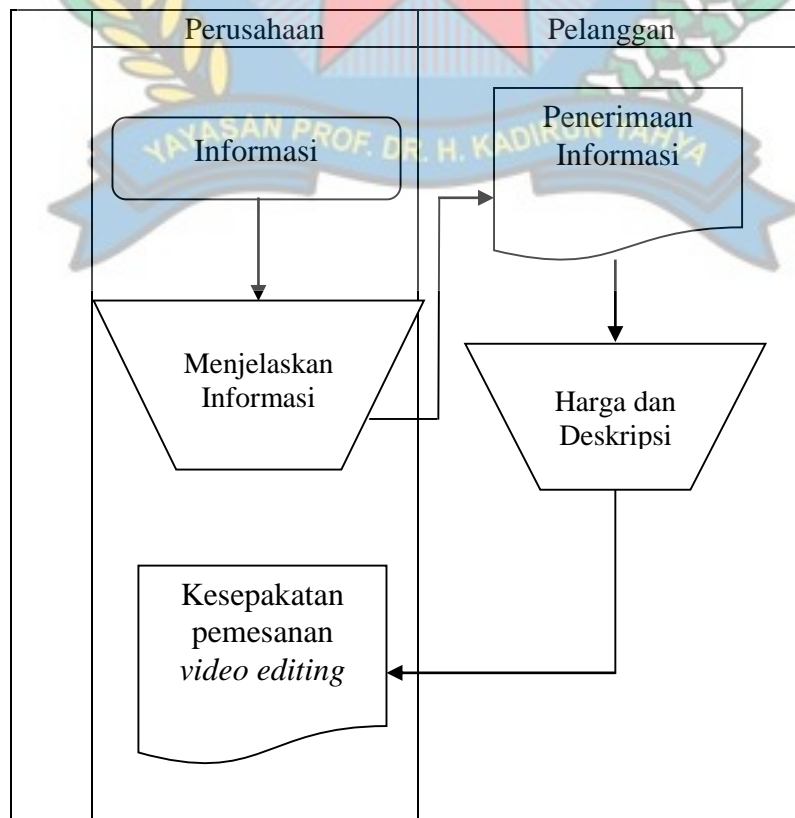 Perusahaan
Pelanggan
YAYASAN PROF. DR. H. KADIRUN YAHYA
Informasi
Penerimaan
Informasi
Menjelaskan
Informasi
Harga dan
Deskripsi
Kesepakatan
pemesanan
video editing